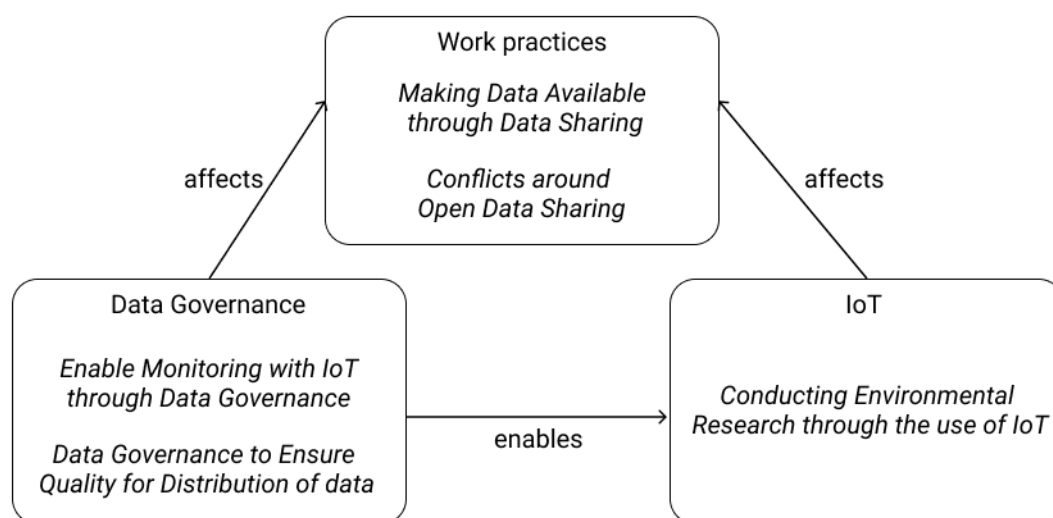 Work practices
Making Data Available
through Data Sharing
Conflicts around
Open Data Sharing
affects
affects
Data Governance
Enable Monitoring with IoT
through Data Governance
Data Governance to Ensure
Quality for Distribution of data
enables
IoT
Conducting Environmental
Research through the use of IoT